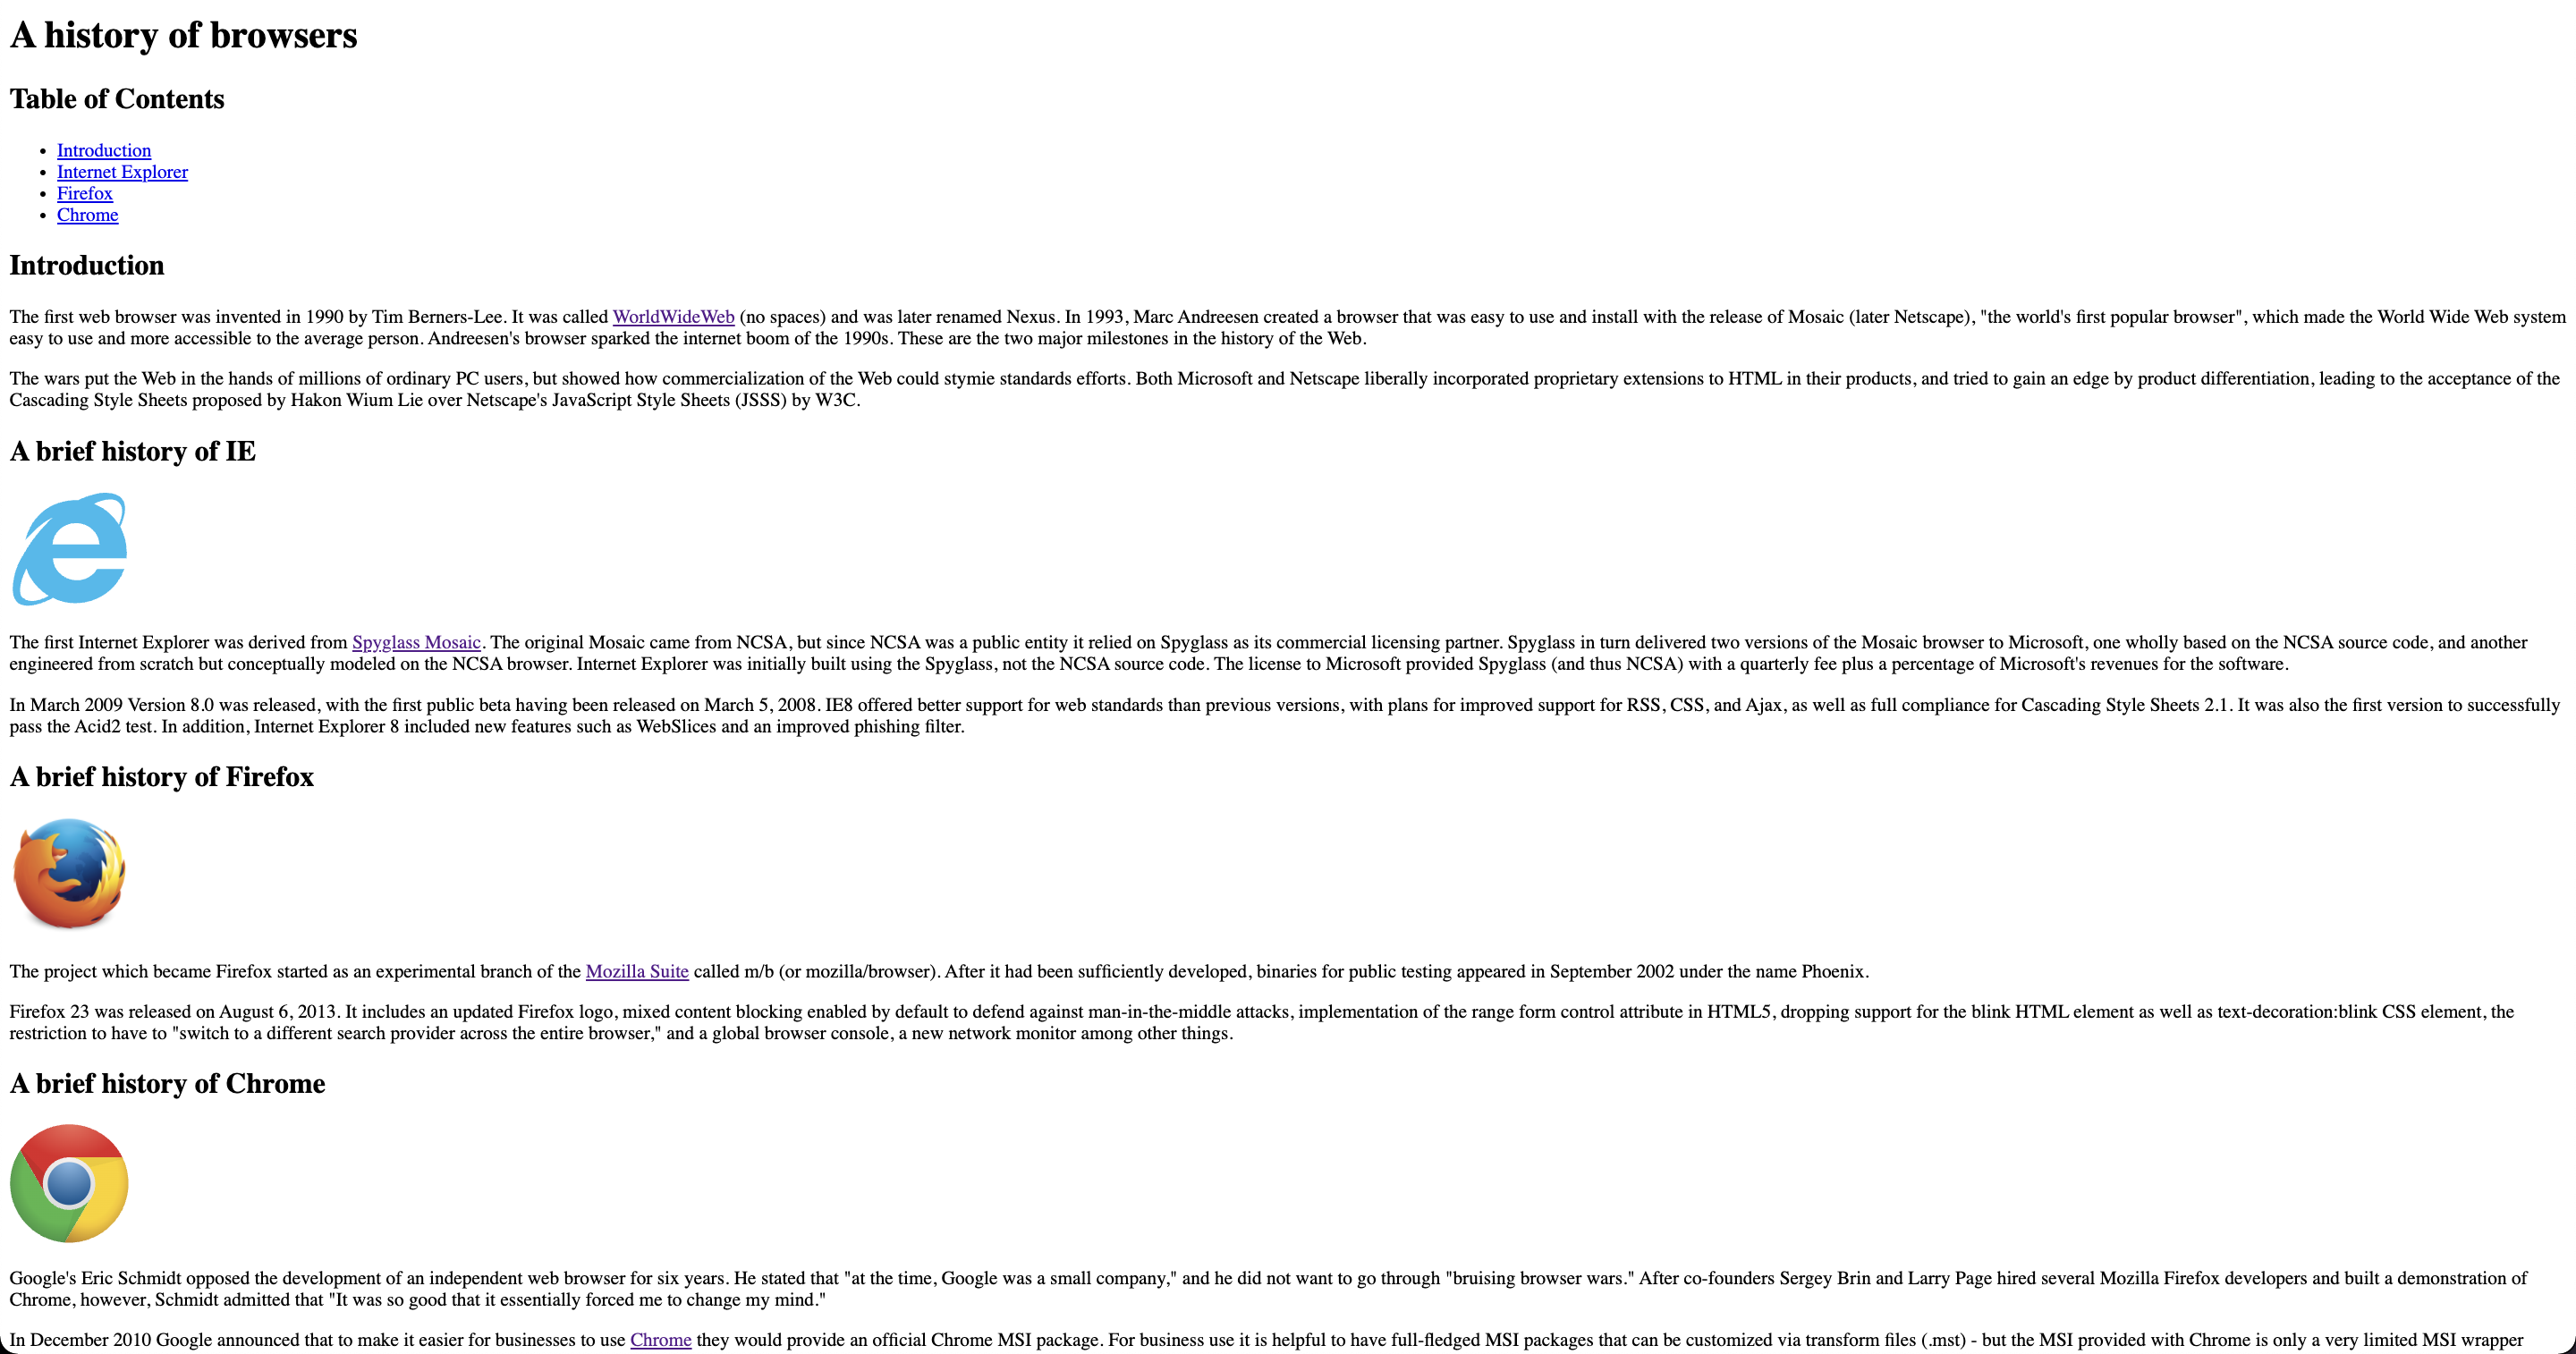 A history of browsers
Table of Contents
• Introduction
• Internet Explorer
• Firefox
• Chrome
Introduction
The first web browser was invented in 1990 by Tim Berners-Lee. It was called WorldWideWeb (no spaces) and was later renamed Nexus. In 1993, Marc Andreesen created a browser that was easy to use and install with the release of Mosaic (later Netscape), "the world's first popular browser", which made the World Wide Web system
easy to use and more accessible to the average person. Andreesen's browser sparked the internet boom of the 1990s. These are the two major milestones in the history of the Web.
The wars put the Web in the hands of millions of ordinary PC users, but showed how commercialization of the Web could stymie standards efforts. Both Microsoft and Netscape liberally incorporated proprietary extensions to HTML in their products, and tried to gain an edge by product differentiation, leading to the acceptance of the
Cascading Style Sheets proposed by Hakon Wium Lie over Netscape's JavaScript Style Sheets (JSSS) by W3C.
A brief history of IE
The first Internet Explorer was derived from Spyglass Mosaic. The original Mosaic came from NCSA, but since NCSA was a public entity it relied on Spyglass as its commercial licensing partner. Spyglass in turn delivered two versions of the Mosaic browser to Microsoft, one wholly based on the NCSA source code, and another
engineered from scratch but conceptually modeled on the NCSA browser. Internet Explorer was initially built using the Spyglass, not the NCSA source code. The license to Microsoft provided Spyglass (and thus NCSA) with a quarterly fee plus a percentage of Microsoft's revenues for the software.
In March 2009 Version 8.0 was released, with the first public beta having been released on March 5, 2008. IE8 offered better support for web standards than previous versions, with plans for improved support for RSS, CSS, and Ajax, as well as full compliance for Cascading Style Sheets 2.1. It was also the first version to successfully
pass the Acid2 test. In addition, Internet Explorer 8 included new features such as WebSlices and an improved phishing filter.
A brief history of Firefox
The project which became Firefox started as an experimental branch of the Mozilla Suite called m/b (or mozilla/browser). After it had been sufficiently developed, binaries for public testing appeared in September 2002 under the name Phoenix.
Firefox 23 was released on August 6, 2013. It includes an updated Firefox logo, mixed content blocking enabled by default to defend against man-in-the-middle attacks, implementation of the range form control attribute in HTML5, dropping support for the blink HTML element as well as text-decoration:blink CSS element, the
restriction to have to "switch to a different search provider across the entire browser," and a global browser console, a new network monitor among other things.
A brief history of Chrome
Google's Eric Schmidt opposed the development of an independent web browser for six years. He stated that "at the time, Google was a small company," and he did not want to go through "bruising browser wars." After co-founders Sergey Brin and Larry Page hired several Mozilla Firefox developers and built a demonstration of
Chrome, however, Schmidt admitted that "It was so good that it essentially forced me to change my mind."
In December 2010 Google announced that to make it easier for businesses to use Chrome they would provide an official Chrome MSI package. For business use it is helpful to have full-fledged MSI packages that can be customized via transform files (.mst) - but the MSI provided with Chrome is only a very limited MSI wrapper